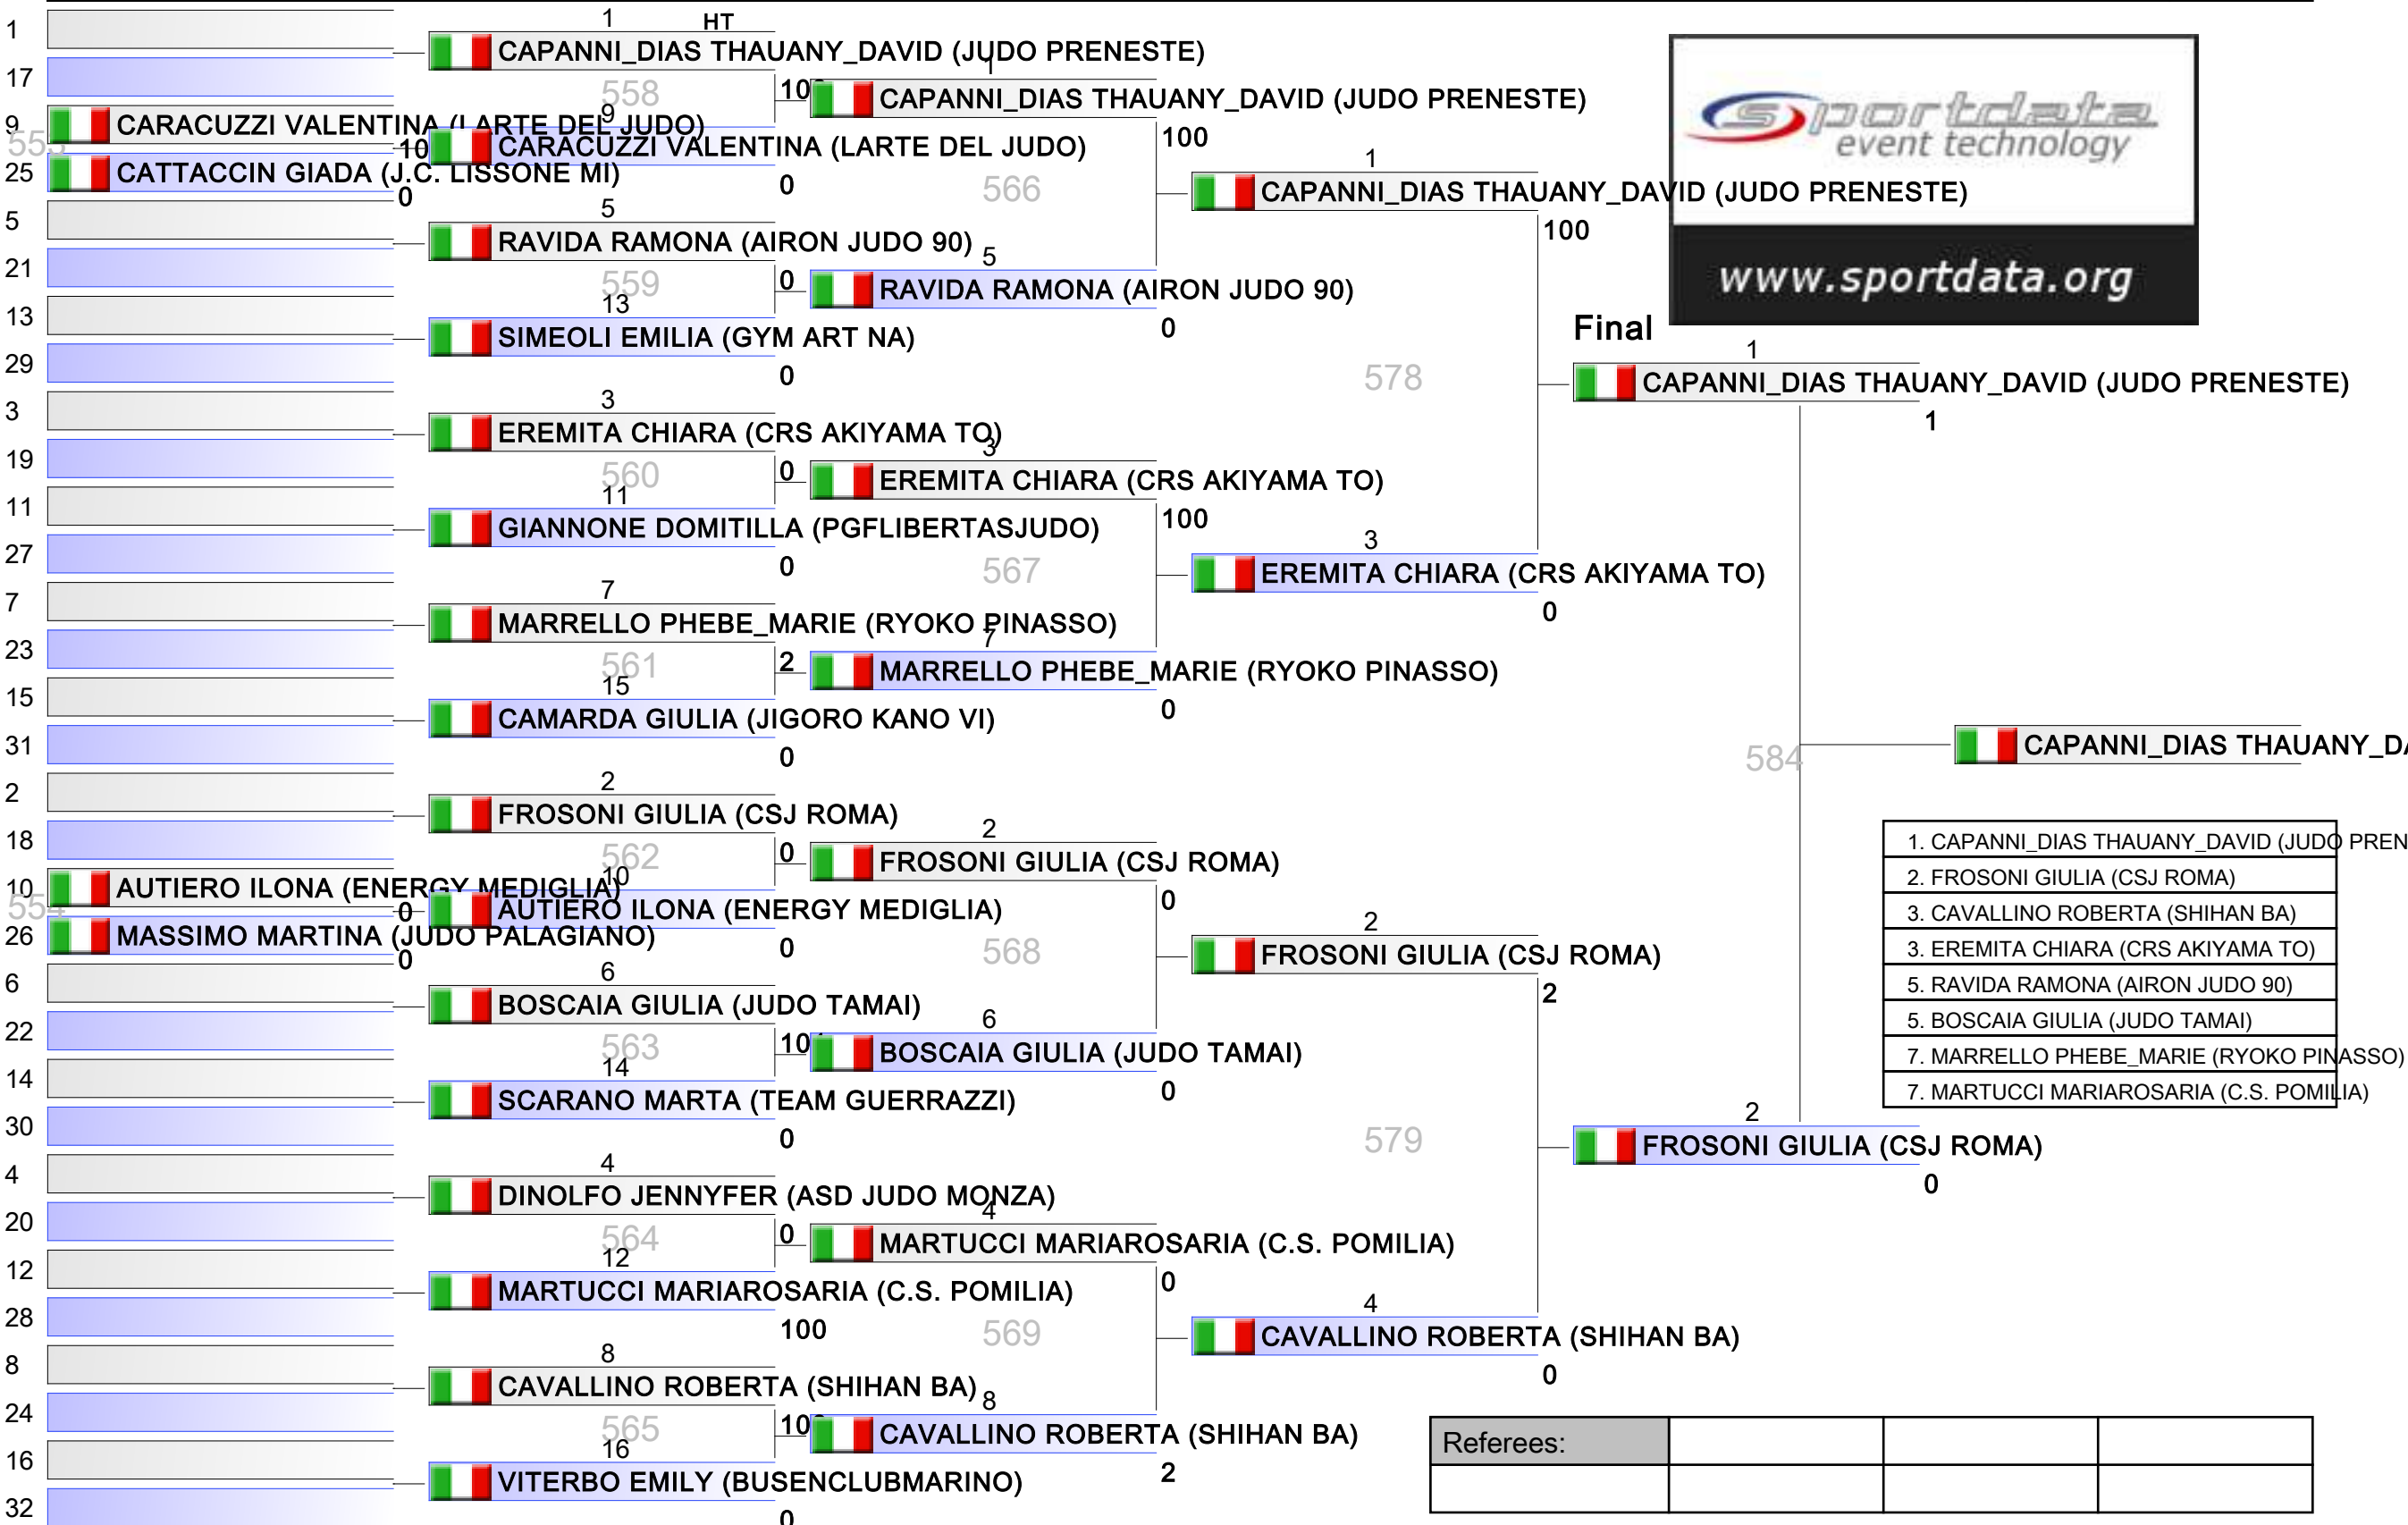 1
17
9
CARACUZZI VALENTINA (LARTE DEL JUDO)
25
CATTACCIN GIADA (J.C. LISSONE MI)
0
5
21
13
29
3
19
11
27
7
23
15
31
2
18
10
AUTIERO ILONA (ENERGY MEDIGLIA)
0
554
26
MASSIMO MARTINA (JUDO PALAGIANO)
0
6
22
14
30
4
20
12
28
8
24
16
32
1
HT
CAPANNI_DIAS THAUANY_DAVID (JUDO PRENESTE)
558
9
CARACUZZI VALENTINA (LARTE DEL JUDO)
0
5
RAVIDA RAMONA (AIRON JUDO 90)
0
559
13
SIMEOLI EMILIA (GYM ART NA)
0
3
EREMITA CHIARA (CRS AKIYAMA TO)
0
560
11
GIANNONE DOMITILLA (PGFLIBERTASJUDO)
0
7
MARRELLO PHEBE_MARIE (RYOKO PINASSO)
2
561
15
CAMARDA GIULIA (JIGORO KANO VI)
0
2
FROSONI GIULIA (CSJ ROMA)
0
562
10
AUTIERO ILONA (ENERGY MEDIGLIA)
0
6
BOSCAIA GIULIA (JUDO TAMAI)
563
14
SCARANO MARTA (TEAM GUERRAZZI)
0
4
DINOLFO JENNYFER (ASD JUDO MONZA)
0
564
12
MARTUCCI MARIAROSARIA (C.S. POMILIA)
100
8
CAVALLINO ROBERTA (SHIHAN BA)
565
16
VITERBO EMILY (BUSENCLUBMARINO)
0
CAPANNI_DIAS THAUANY_DAVID (JUDO PRENESTE)
100
566
5
RAVIDA RAMONA (AIRON JUDO 90)
0
3
EREMITA CHIARA (CRS AKIYAMA TO)
100
567
7
MARRELLO PHEBE_MARIE (RYOKO PINASSO)
0
2
FROSONI GIULIA (CSJ ROMA)
0
568
6
BOSCAIA GIULIA (JUDO TAMAI)
0
4
MARTUCCI MARIAROSARIA (C.S. POMILIA)
0
569
8
CAVALLINO ROBERTA (SHIHAN BA)
2
1
CAPANNI_DIAS THAUANY_DAVID (JUDO PRENESTE)
100
578
3
EREMITA CHIARA (CRS AKIYAMA TO)
0
2
FROSONI GIULIA (CSJ ROMA)
2
579
4
CAVALLINO ROBERTA (SHIHAN BA)
0
sportdata
event technology
www.sportdata.org
Final
1
CAPANNI_DIAS THAUANY_DAVID (JUDO PRENESTE)
1
584
2
FROSONI GIULIA (CSJ ROMA)
0
CAPANNI_DIAS THAUANY_DA
1. CAPANNI_DIAS THAUANY_DAVID (JUDO PREN
2. FROSONI GIULIA (CSJ ROMA)
3. CAVALLINO ROBERTA (SHIHAN BA)
3. EREMITA CHIARA (CRS AKIYAMA TO)
5. RAVIDA RAMONA (AIRON JUDO 90)
5. BOSCAIA GIULIA (JUDO TAMAI)
7. MARRELLO PHEBE_MARIE (RYOKO PINASSO)
7. MARTUCCI MARIAROSARIA (C.S. POMILIA)
Referees: